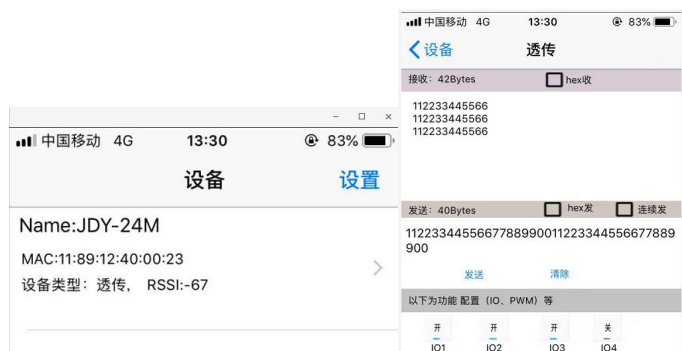 中国移动 4G 13:30 83%
设备 设置
Name:JDY-24M
MAC:11:89:12:40:00:23
设备类型：透传, RSSI:-67
中国移动 4G 13:30 83%
设备 透传
接收：42Bytes hex收
112233445566
112233445566
112233445566
发送：40Bytes hex发 连续发
1122334455667788990011223344556677889
900
发送 清除
以下为功能 配置（IO、PWM）等
开 开 开 关
IO1 IO2 IO3 IO4